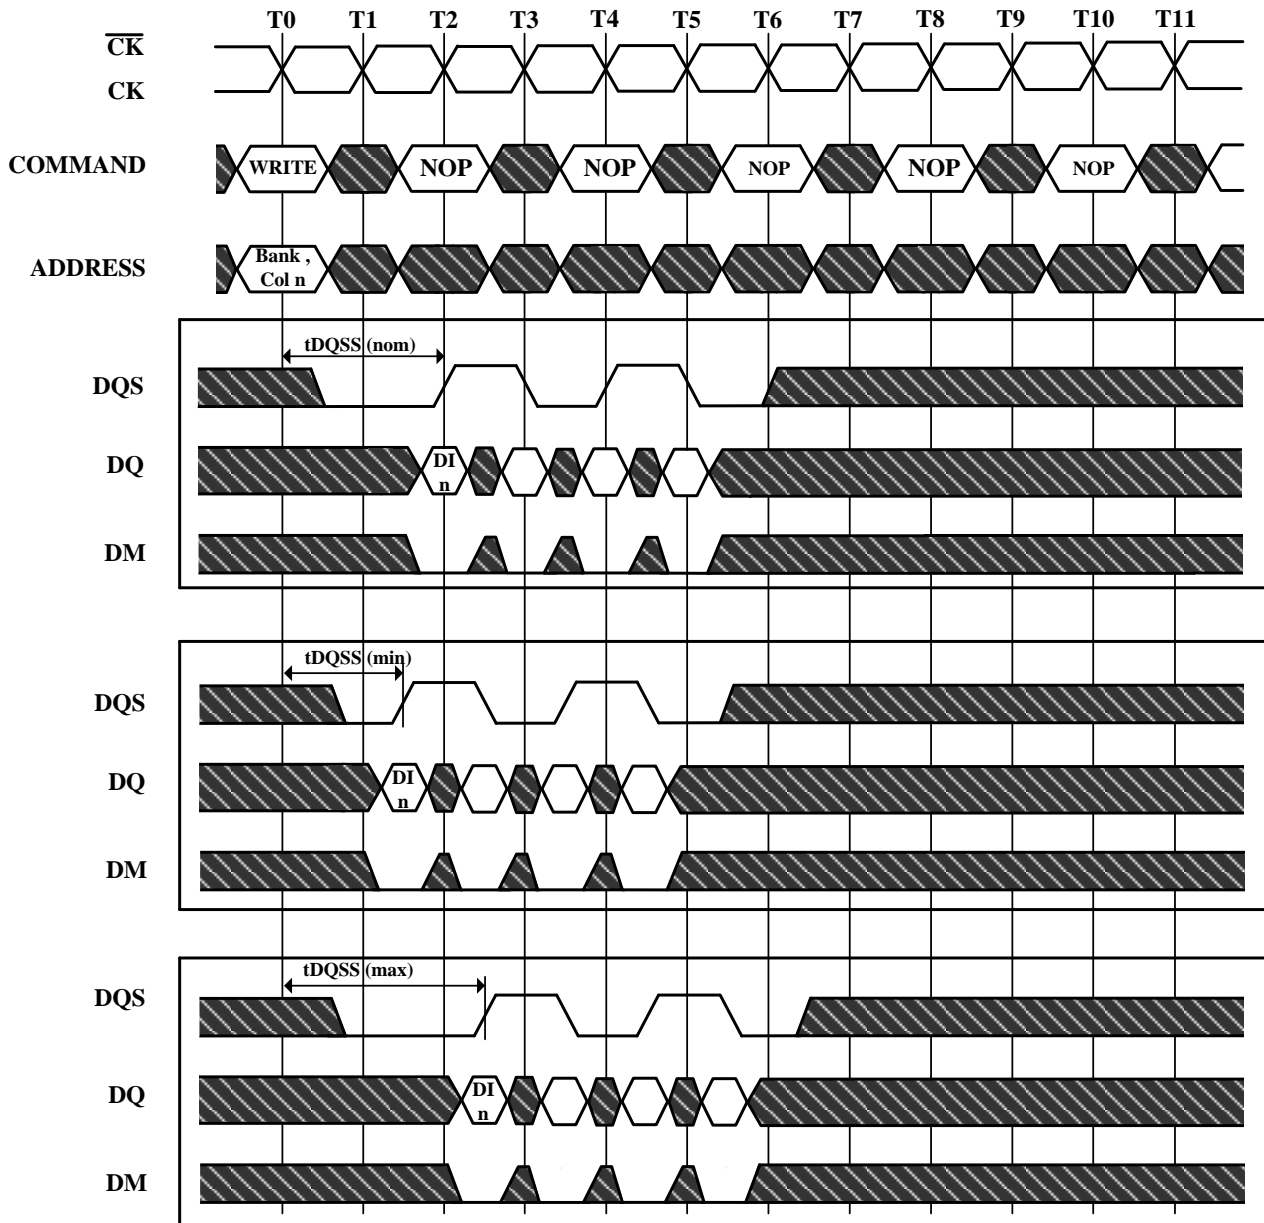 T0 T1 T2 T3 T4 T5 T6 T7 T8 T9 T10 T11
CK
CK
COMMAND WRITE NOP NOP NOP NOP NOP
ADDRESS Bank ,
Col n
tDQSS (nom)
DQS
DQ DI
n
DM
tDQSS (min)
DQS
DQ DI
n
DM
tDQSS (max)
DQS
DQ DI
n
DM